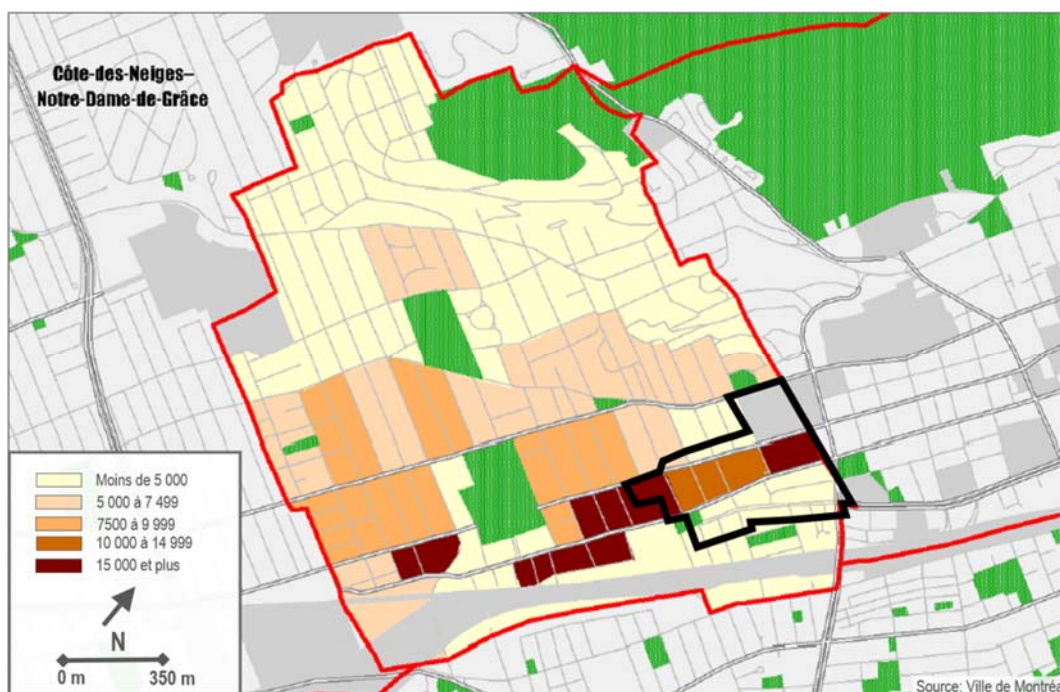 Côte-des-Neiges–
Notre-Dame-de-Grâce
Moins de 5 000
5 000 à 7 499
7500 à 9 999
10 000 à 14 999
15 000 et plus
N
0 m
350 m
Source: Ville de Montréa